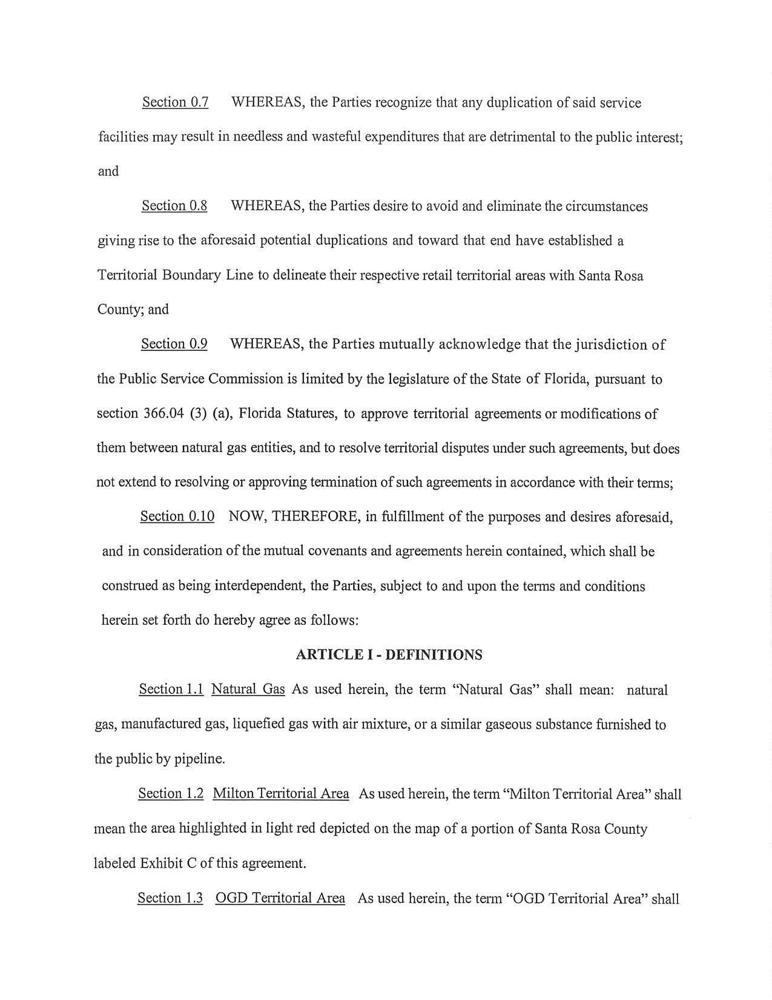 Section 0.7 WHEREAS, the Parties recognize that any duplication of said service
facilities may result in needless and wasteful expenditures that are detrimental to the public interest;
and
Section 0.8 WHEREAS, the Parties desire to avoid and eliminate the circumstances
giving rise to the aforesaid potential duplications and toward that end have established a
Territorial Boundary Line to delineate their respective retail territorial areas with Santa Rosa
County; and
Section 0.9 WHEREAS, the Parties mutually acknowledge that the jurisdiction of
the Public Service Commission is limited by the legislature of the State of Florida, pursuant to
section 366.04 (3) (a), Florida Statures, to approve territorial agreements or modifications of
them between natural gas entities, and to resolve territorial disputes under such agreements, but does
not extend to resolving or approving termination of such agreements in accordance with their terms;
Section 0.10 NOW, THEREFORE, in fulfillment of the purposes and desires aforesaid,
and in consideration of the mutual covenants and agreements herein contained, which shall be
construed as being interdependent, the Parties, subject to and upon the terms and conditions
herein set forth do hereby agree as follows:
ARTICLE I - DEFINITIONS
Section 1.1 Natural Gas As used herein, the term “Natural Gas” shall mean: natural
gas, manufactured gas, liquefied gas with air mixture, or a similar gaseous substance furnished to
the public by pipeline.
Section 1.2 Milton Territorial Area As used herein, the term “Milton Territorial Area” shall
mean the area highlighted in light red depicted on the map of a portion of Santa Rosa County
labeled Exhibit C of this agreement.
Section 1.3 OGD Territorial Area As used herein, the term “OGD Territorial Area” shall